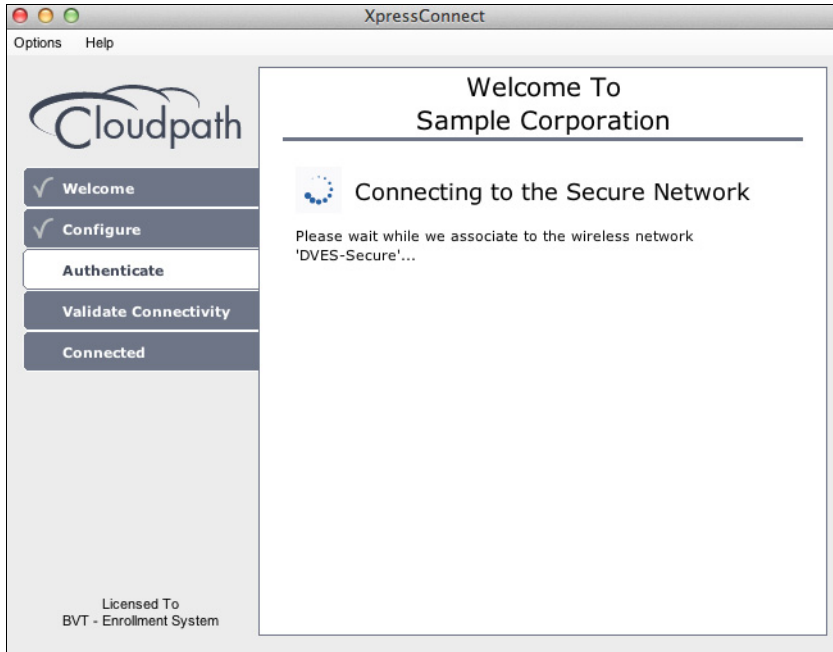 XpressConnect
Options Help
Cloudpath
Welcome
Configure
Authenticate
Validate Connectivity
Connected
Licensed To
BVT - Enrollment System
Welcome To
Sample Corporation
Connecting to the Secure Network
Please wait while we associate to the wireless network
'DVES-Secure'...